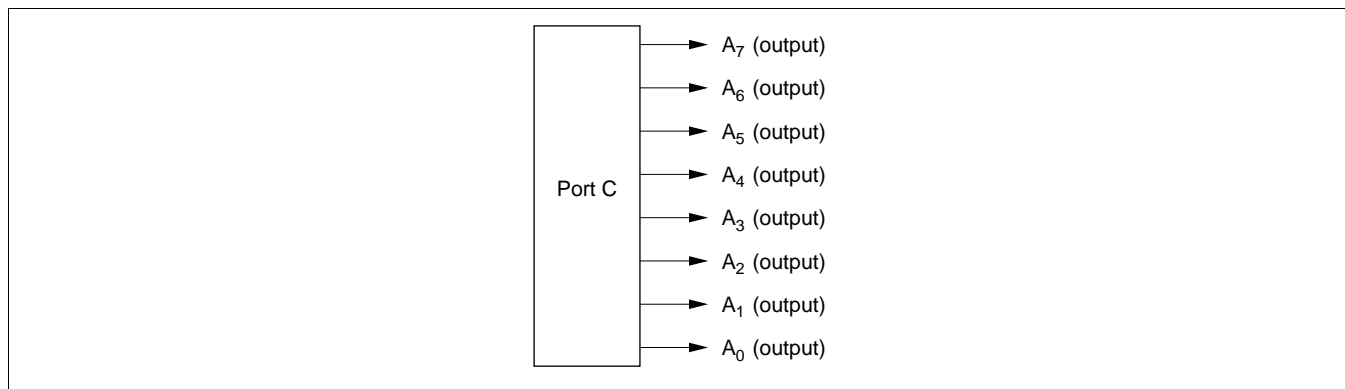 A7 (output)
A6 (output)
A5 (output)
A4 (output)
Port C
A3 (output)
A2 (output)
A1 (output)
A0 (output)